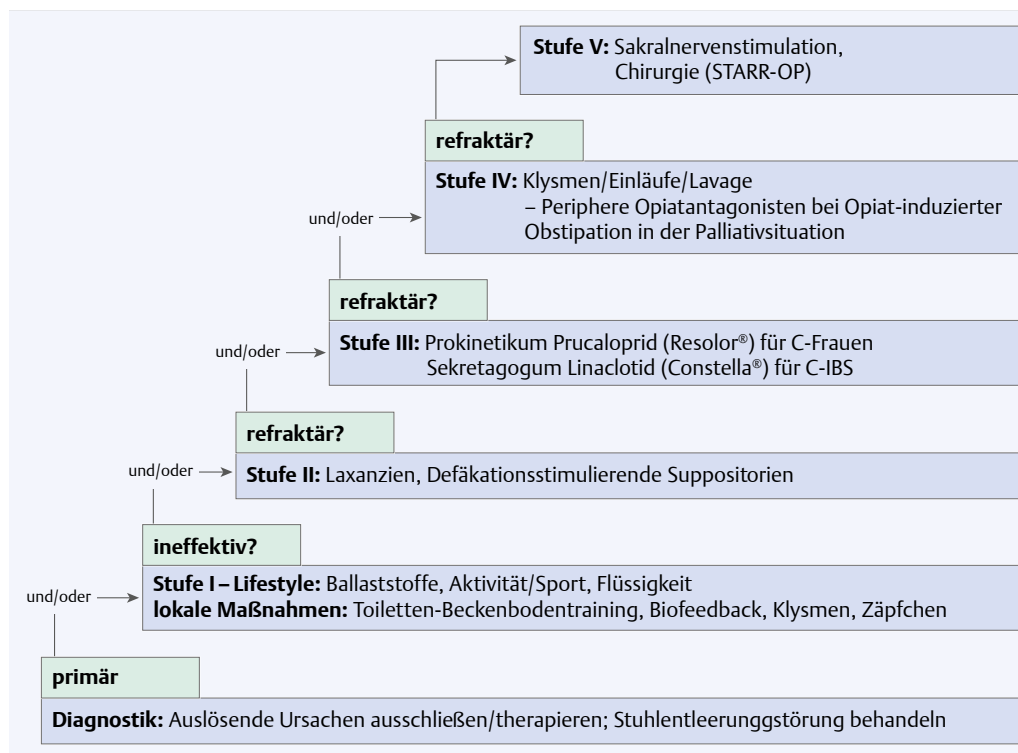 Stufe V: Sakralnervenstimulation,
Chirurgie (STARR-OP)
refraktär?
Stufe IV: Klysmen/Einläufe/Lavage
– Periphere Opiatantagonisten bei Opiat-induzierter
Obstipation in der Palliativsituation
und/oder
refraktär?
Stufe III: Prokinetikum Prucaloprid (Resolor®) für C-Frauen
Sekretagogum Linaclotid (Constella®) für C-IBS
und/oder
refraktär?
Stufe II: Laxanzien, Defäkationsstimulierende Suppositorien
und/oder
ineffektiv?
Stufe I – Lifestyle: Ballaststoffe, Aktivität/Sport, Flüssigkeit
lokale Maßnahmen: Toiletten-Beckenbodentraining, Biofeedback, Klysmen, Zäpfchen
und/oder
primär
Diagnostik: Auslösende Ursachen ausschließen/therapieren; Stuhlentleerunggstörung behandeln